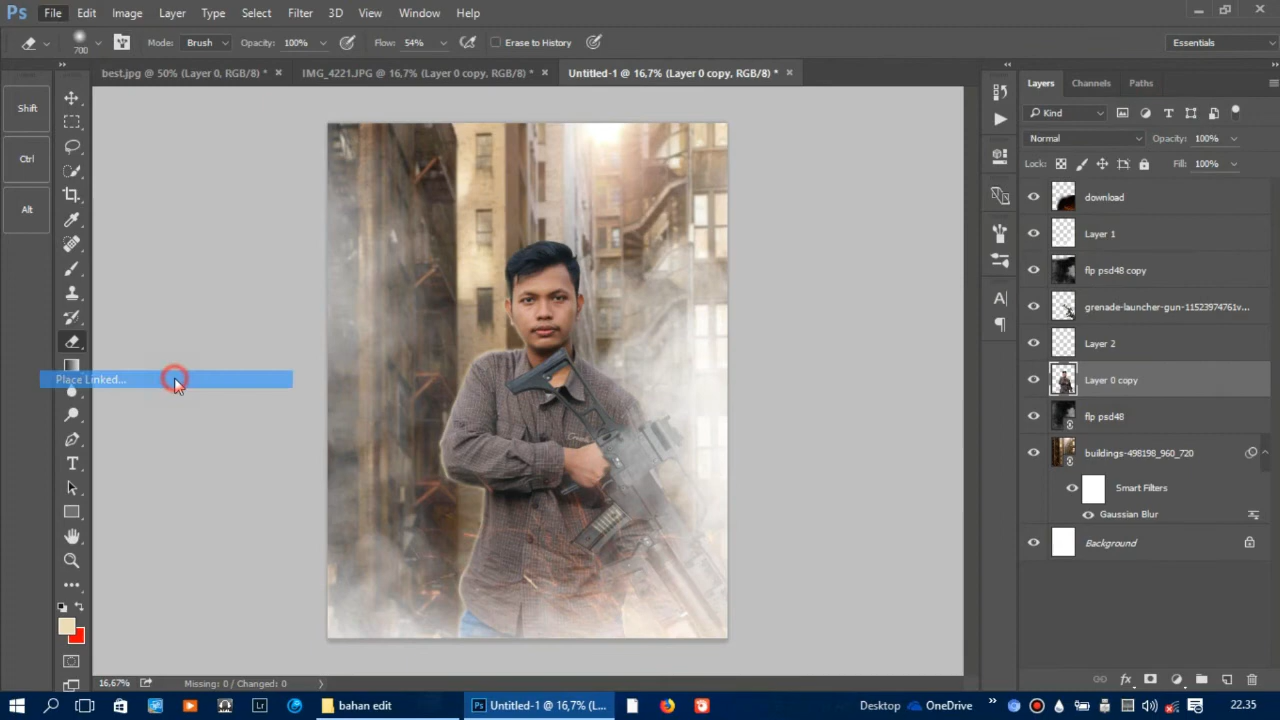 Ps File Edit Image Layer Type Select Filter 3D View Window Help
700 Mode: Brush Opacity: 100% Flow: 54% Erase to History Essentials
best.jpg @ 50% (Layer 0, RGB/8) * × IMG_4221.JPG @ 16,7% (Layer 0 copy, RGB/8) * × Untitled-1 @ 16,7% (Layer 0 copy, RGB/8) * ×
Shift
Ctrl
Alt
Place Linked...
Layers Channels Paths
Kind
Normal Opacity: 100%
Lock: Fill: 100%
download
Layer 1
flp psd48 copy
grenade-launcher-gun-11523974761v...
Layer 2
Layer 0 copy
flp psd48
buildings-498198_960_720
Smart Filters
Gaussian Blur
Background
16,67% Missing: 0 / Changed: 0
bahan edit Untitled-1 @ 16,7% (L... Desktop OneDrive 22.35